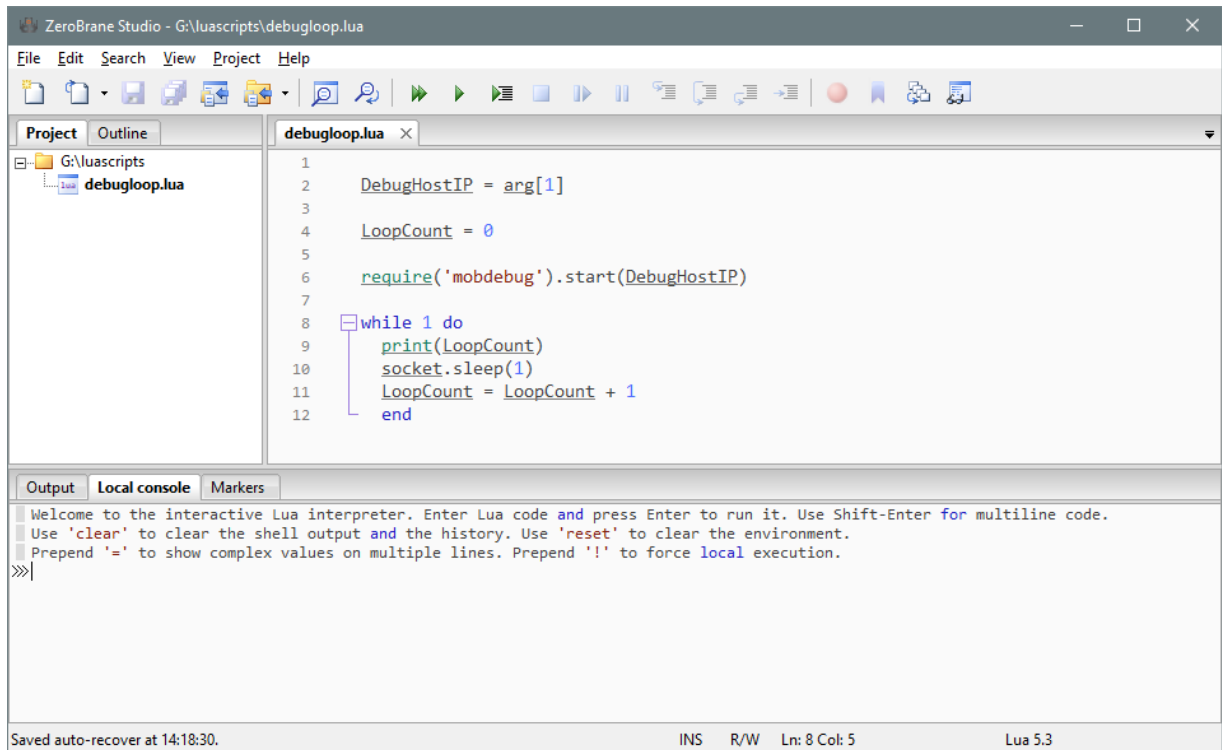 ZeroBrane Studio - G:\luascripts\debugloop.lua
File Edit Search View Project Help
Project Outline
G:\luascripts
lua debugloop.lua
debugloop.lua
1
2 DebugHostIP = arg[1]
3
4 LoopCount = 0
5
6 require('mobdebug').start(DebugHostIP)
7
8 while 1 do
9 print(LoopCount)
10 socket.sleep(1)
11 LoopCount = LoopCount + 1
12 end
Output Local console Markers
Welcome to the interactive Lua interpreter. Enter Lua code and press Enter to run it. Use Shift-Enter for multiline code.
Use 'clear' to clear the shell output and the history. Use 'reset' to clear the environment.
Prepend '=' to show complex values on multiple lines. Prepend '!' to force local execution.
Saved auto-recover at 14:18:30. INS R/W Ln: 8 Col: 5 Lua 5.3